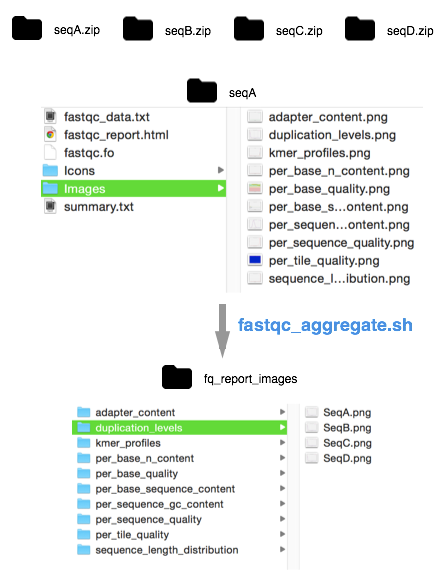 seqA.zip
seqB.zip
seqC.zip
seqD.zip
seqA
fastqc_data.txt
fastqc_report.html
fastqc.fo
Icons
Images
summary.txt
adapter_content.png
duplication_levels.png
kmer_profiles.png
per_base_n_content.png
per_base_quality.png
per_base_s...ontent.png
per_sequen...ontent.png
per_sequence_quality.png
per_tile_quality.png
sequence_l...ibution.png
fastqc_aggregate.sh
fq_report_images
adapter_content
duplication_levels
kmer_profiles
per_base_n_content
per_base_quality
per_base_sequence_content
per_sequence_gc_content
per_sequence_quality
per_tile_quality
sequence_length_distribution
SeqA.png
SeqB.png
SeqC.png
SeqD.png